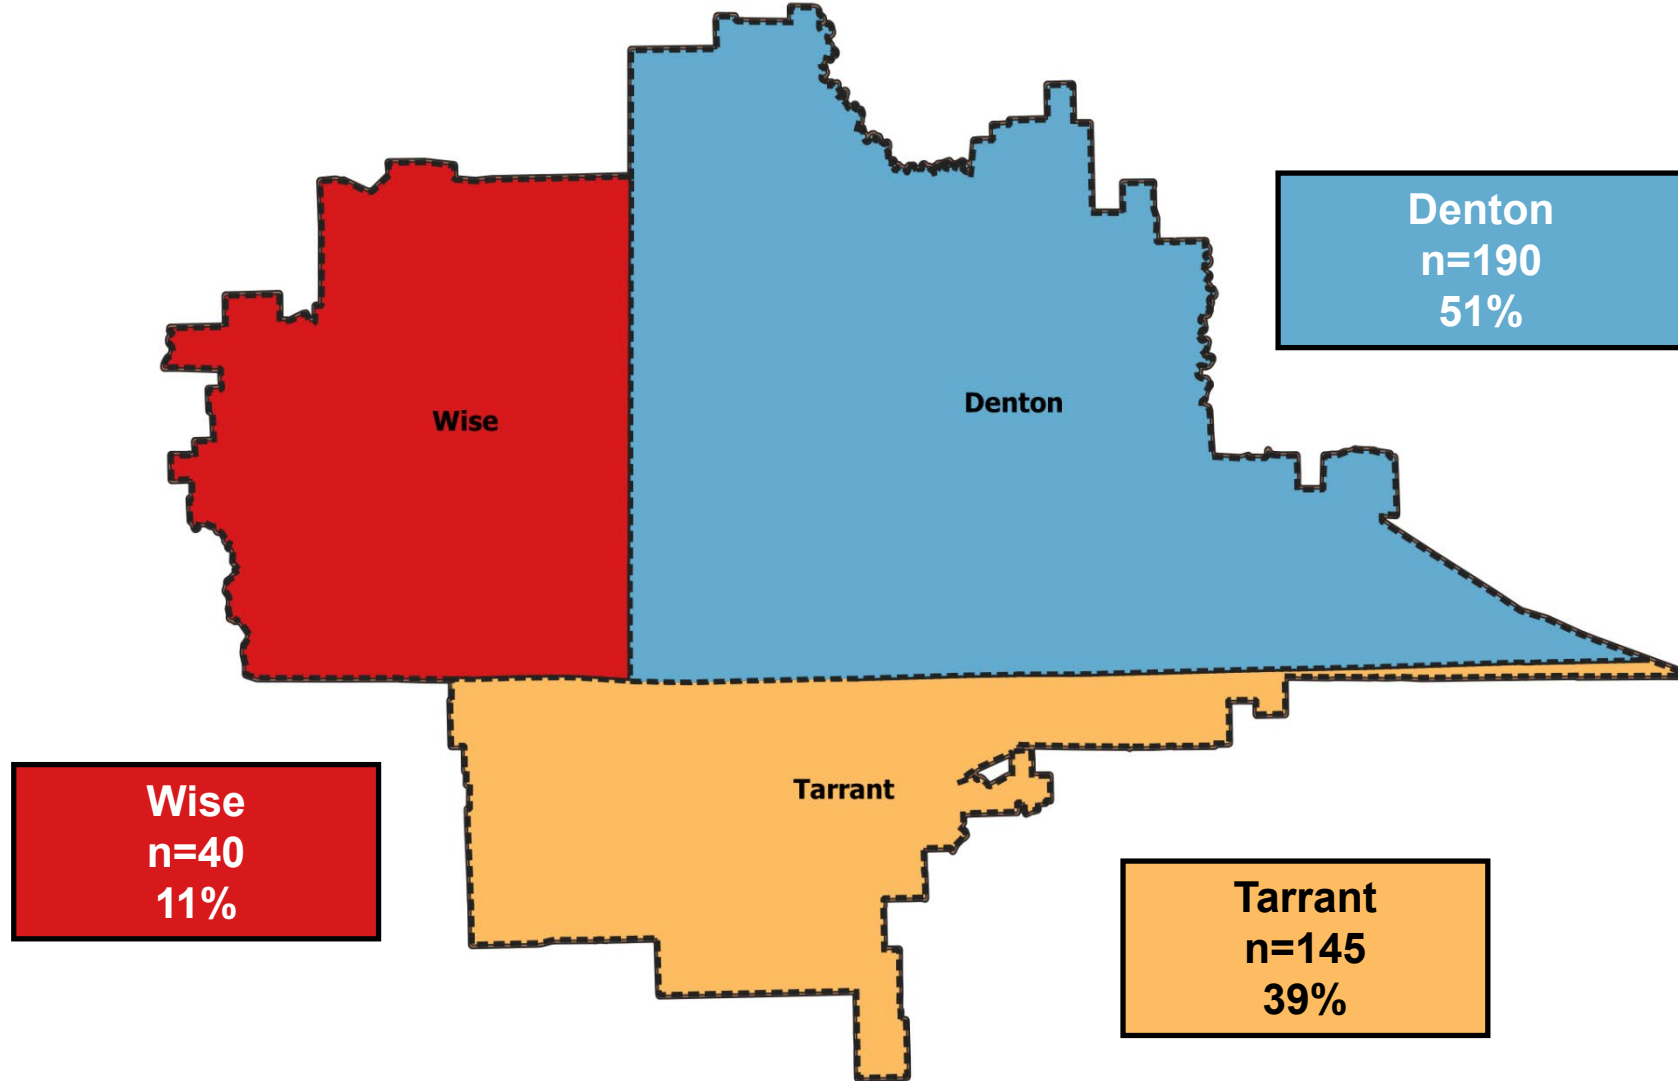 Denton
n=190
51%
Denton
Wise
Tarrant
Wise
n=40
11%
Tarrant
n=145
39%